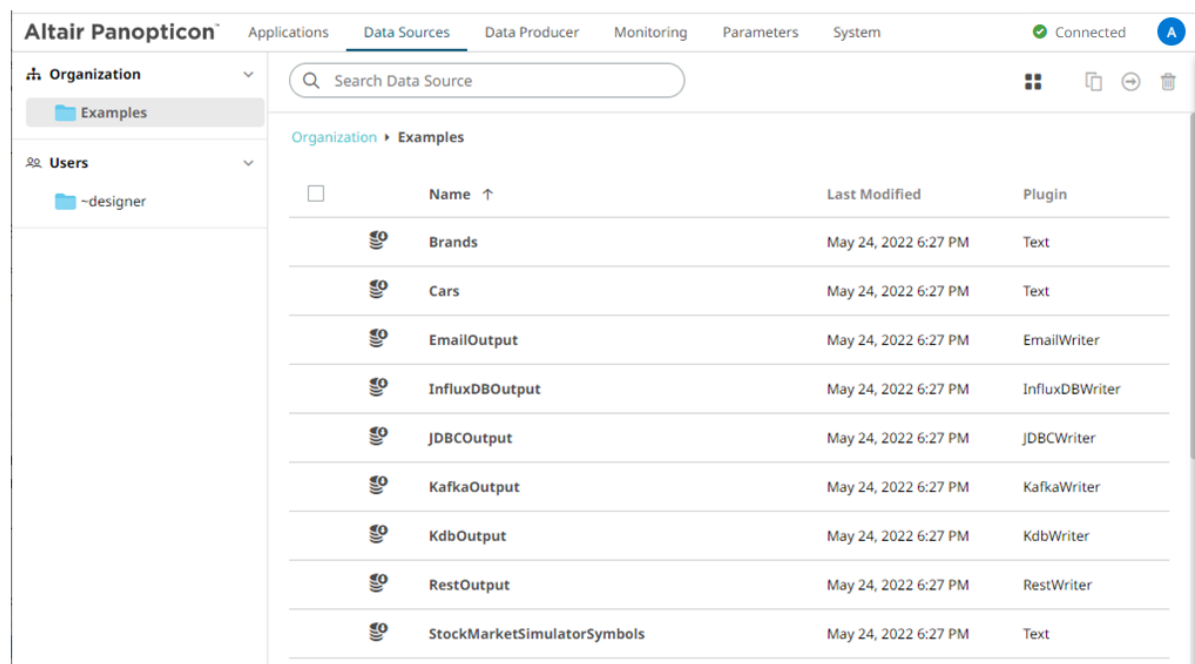 Altair Panopticon™ Applications Data Sources Data Producer Monitoring Parameters System Connected A
Organization
Examples
Users
~designer
Search Data Source
Organization ▸ Examples
Name ↑ Last Modified Plugin
Brands May 24, 2022 6:27 PM Text
Cars May 24, 2022 6:27 PM Text
EmailOutput May 24, 2022 6:27 PM EmailWriter
InfluxDBOutput May 24, 2022 6:27 PM InfluxDBWriter
JDBCOutput May 24, 2022 6:27 PM JDBCWriter
KafkaOutput May 24, 2022 6:27 PM KafkaWriter
KdbOutput May 24, 2022 6:27 PM KdbWriter
RestOutput May 24, 2022 6:27 PM RestWriter
StockMarketSimulatorSymbols May 24, 2022 6:27 PM Text